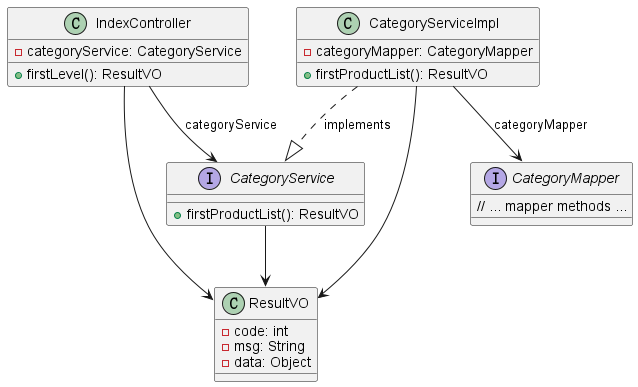 C IndexController
categoryService: CategoryService
firstLevel(): ResultVO
C CategoryServiceImpl
categoryMapper: CategoryMapper
firstProductList(): ResultVO
categoryService
implements
categoryMapper
I CategoryService
firstProductList(): ResultVO
I CategoryMapper
// ... mapper methods ...
C ResultVO
code: int
msg: String
data: Object